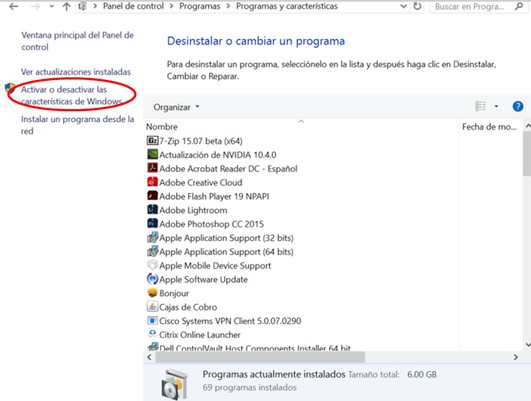 Panel de control › Programas › Programas y características
Buscar en Progra...
Ventana principal del Panel de
control
Ver actualizaciones instaladas
Activar o desactivar las
características de Windows
Instalar un programa desde la
red
Desinstalar o cambiar un programa
Para desinstalar un programa, selecciónelo en la lista y después haga clic en Desinstalar,
Cambiar o Reparar.
Organizar
Nombre
Fecha de mo...
7-Zip 15.07 beta (x64)
Actualización de NVIDIA 10.4.0
Adobe Acrobat Reader DC - Español
Adobe Creative Cloud
Adobe Flash Player 19 NPAPI
Adobe Lightroom
Adobe Photoshop CC 2015
Apple Application Support (32 bits)
Apple Application Support (64 bits)
Apple Mobile Device Support
Apple Software Update
Bonjour
Cajas de Cobro
Cisco Systems VPN Client 5.0.07.0290
Citrix Online Launcher
Dell ControlVault Host Components Installer 64 bit
Programas actualmente instalados Tamaño total: 6.00 GB
69 programas instalados